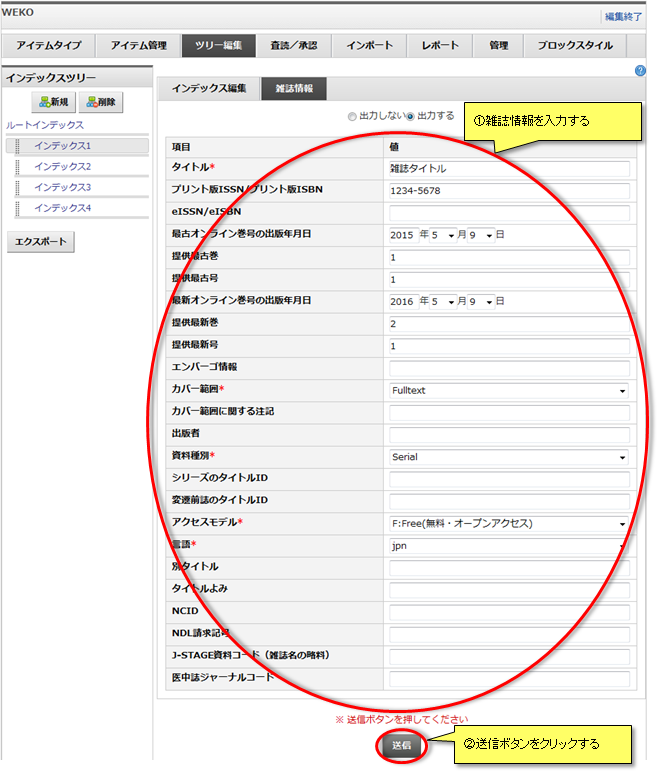 WEKO
編集終了
アイテムタイプ アイテム管理 ツリー編集 査読／承認 インポート レポート 管理 ブロックスタイル
?
インデックスツリー
新規 削除
ルートインデックス
インデックス1
インデックス2
インデックス3
インデックス4
エクスポート
インデックス編集 雑誌情報
出力しない 出力する
①雑誌情報を入力する
項目 値
タイトル* 雑誌タイトル
プリント版ISSN/プリント版ISBN 1234-5678
eISSN/eISBN
最古オンライン巻号の出版年月日 2015 年 5 月 9 日
提供最古巻 1
提供最古号 1
最新オンライン巻号の出版年月日 2016 年 5 月 9 日
提供最新巻 2
提供最新号 1
エンバーゴ情報
カバー範囲* Fulltext
カバー範囲に関する注記
出版者
資料種別* Serial
シリーズのタイトルID
変遷前誌のタイトルID
アクセスモデル* F:Free(無料・オープンアクセス)
言語* jpn
別タイトル
タイトルよみ
NCID
NDL請求記号
J-STAGE資料コード（雑誌名の略称）
医中誌ジャーナルコード
※ 送信ボタンを押してください
送信
②送信ボタンをクリックする